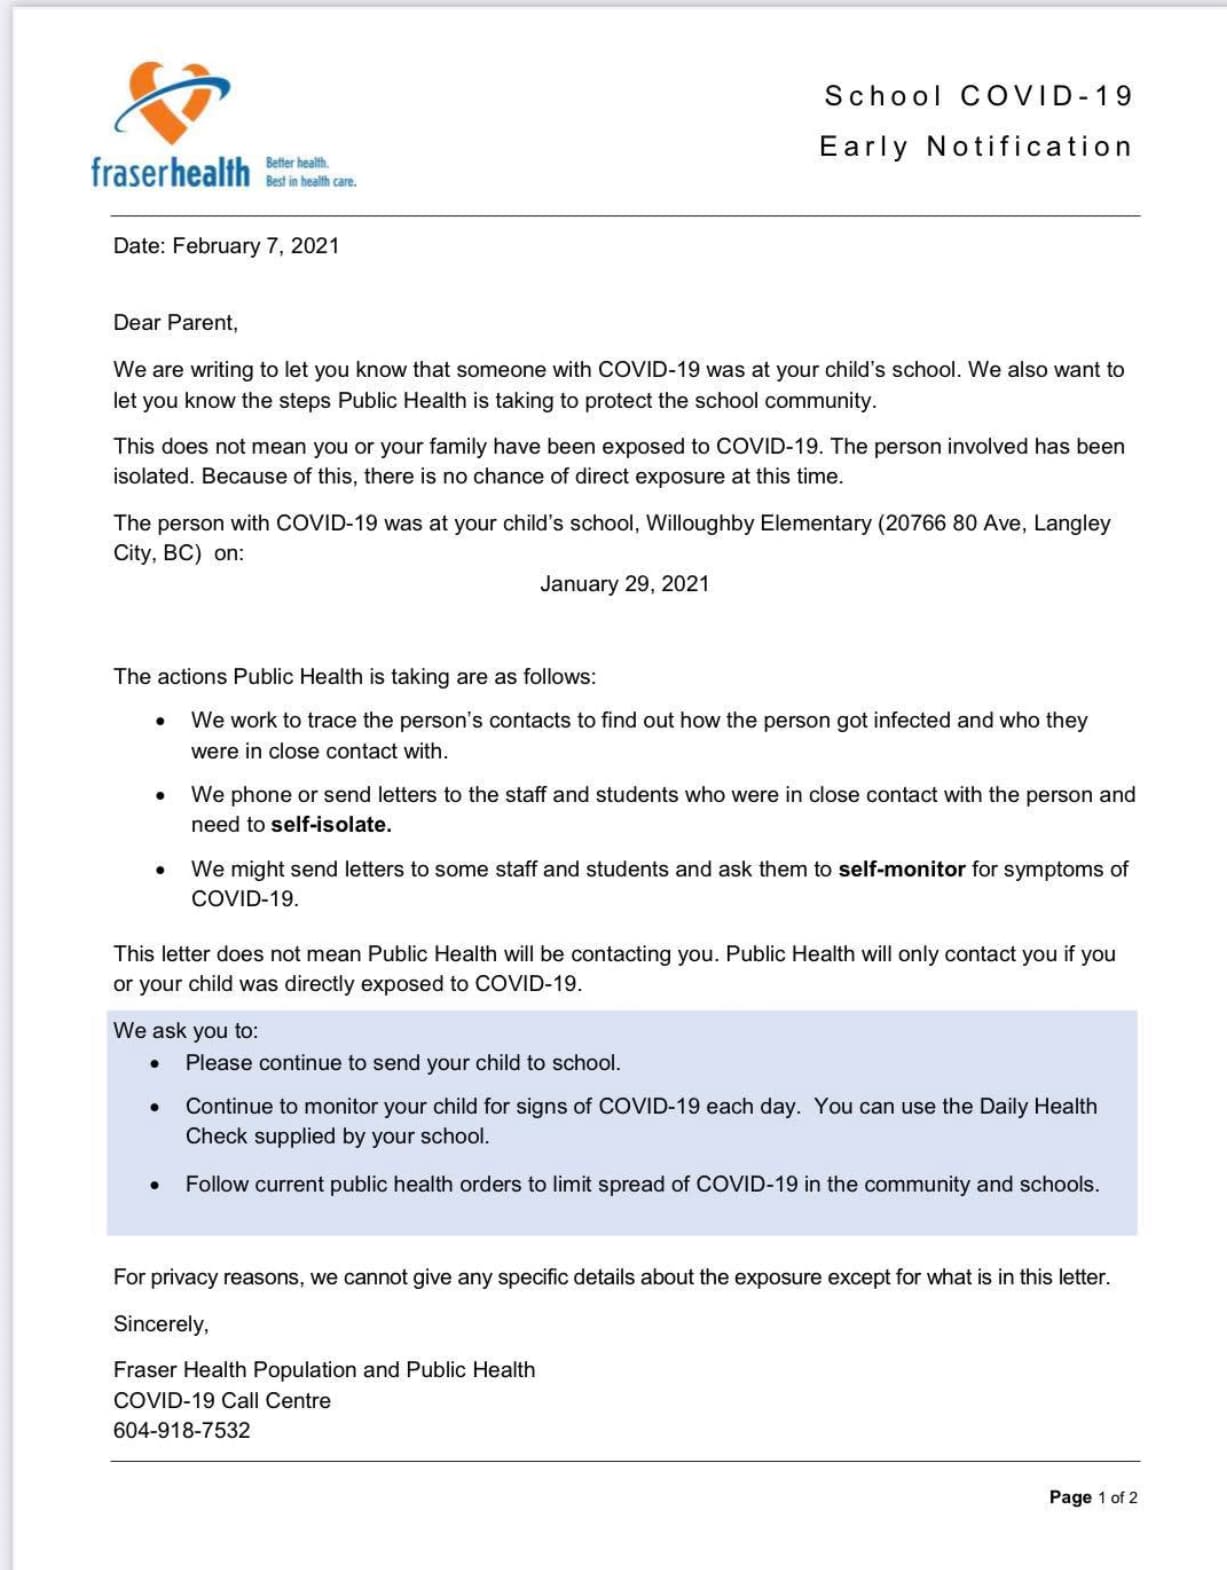 fraserhealth
Better health.
Best in health care.
School COVID-19
Early Notification
Date: February 7, 2021
Dear Parent,
We are writing to let you know that someone with COVID-19 was at your child's school. We also want to
let you know the steps Public Health is taking to protect the school community.
This does not mean you or your family have been exposed to COVID-19. The person involved has been
isolated. Because of this, there is no chance of direct exposure at this time.
The person with COVID-19 was at your child's school, Willoughby Elementary (20766 80 Ave, Langley
City, BC)  on:
January 29, 2021
The actions Public Health is taking are as follows:
• We work to trace the person's contacts to find out how the person got infected and who they
were in close contact with.
• We phone or send letters to the staff and students who were in close contact with the person and
need to self-isolate.
• We might send letters to some staff and students and ask them to self-monitor for symptoms of
COVID-19.
This letter does not mean Public Health will be contacting you. Public Health will only contact you if you
or your child was directly exposed to COVID-19.
We ask you to:
• Please continue to send your child to school.
• Continue to monitor your child for signs of COVID-19 each day.  You can use the Daily Health
Check supplied by your school.
• Follow current public health orders to limit spread of COVID-19 in the community and schools.
For privacy reasons, we cannot give any specific details about the exposure except for what is in this letter.
Sincerely,
Fraser Health Population and Public Health
COVID-19 Call Centre
604-918-7532
Page 1 of 2